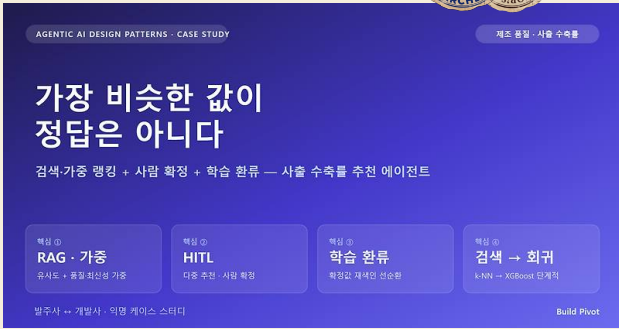 AGENTIC AI DESIGN PATTERNS · CASE STUDY
제조 품질 · 사출 수축률
가장 비슷한 값이
정답은 아니다
검색·가중 랭킹 + 사람 확정 + 학습 환류 — 사출 수축률 추천 에이전트
핵심 ①
RAG · 가중
유사도 + 품질·최신성 가중
핵심 ②
HITL
다중 추천 · 사람 확정
핵심 ③
학습 환류
확정값 재색인 선순환
핵심 ④
검색 → 회귀
k-NN → XGBoost 단계적
발주사 ↔ 개발사 · 익명 케이스 스터디
Build Pivot